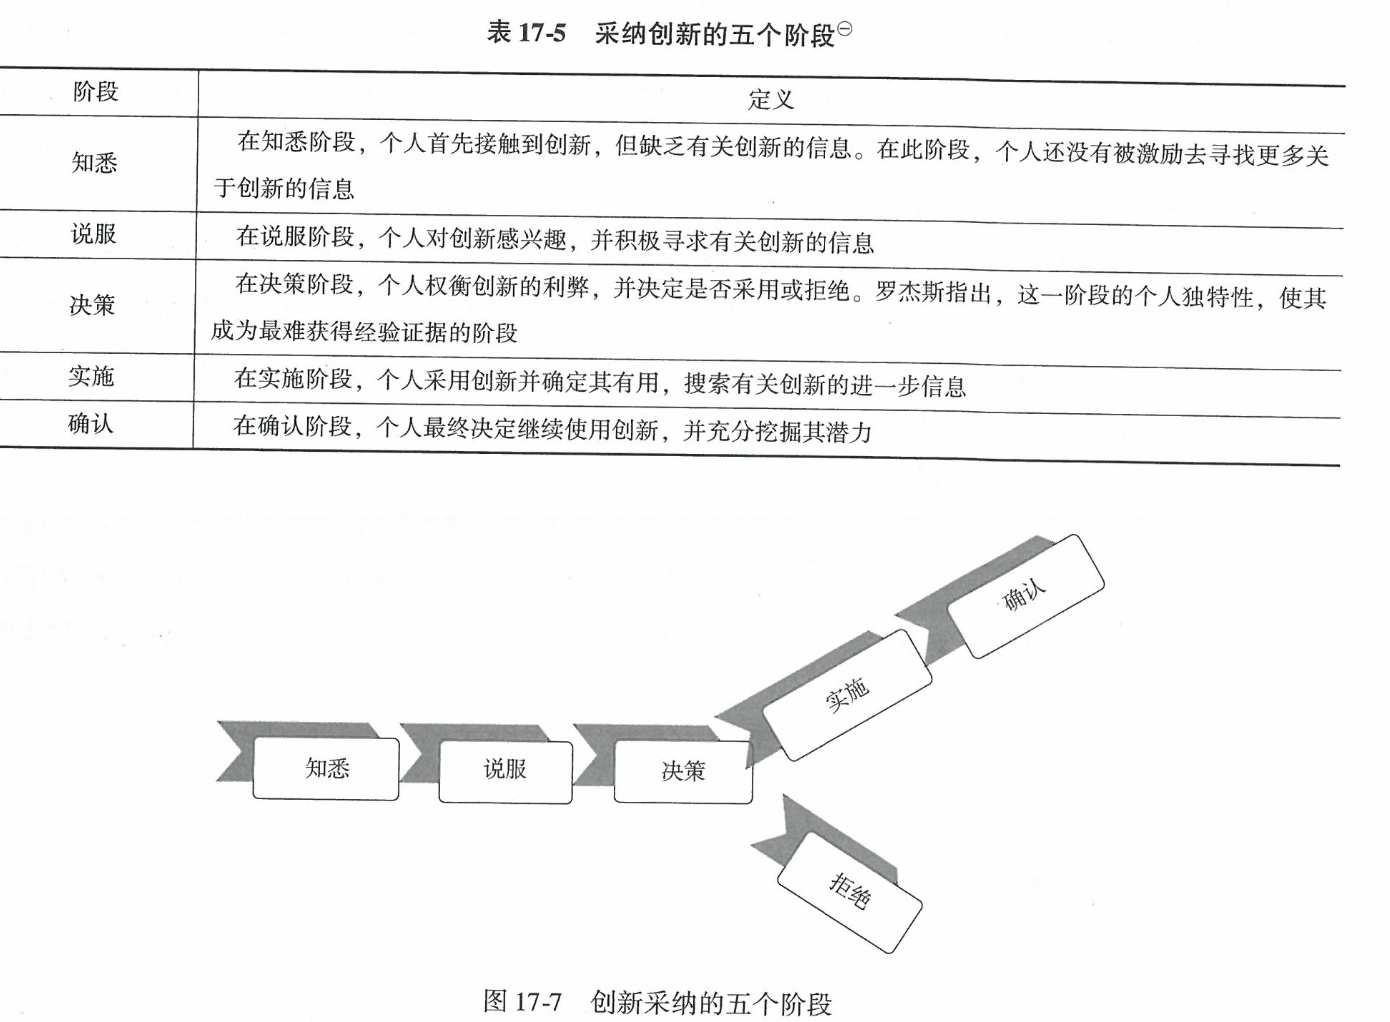 表 17-5 采纳创新的五个阶段㊀
阶段 定义
知悉 在知悉阶段，个人首先接触到创新，但缺乏有关创新的信息。在此阶段，个人还没有被激励去寻找更多关
于创新的信息
说服 在说服阶段，个人对创新感兴趣，并积极寻求有关创新的信息
决策 在决策阶段，个人权衡创新的利弊，并决定是否采用或拒绝。罗杰斯指出，这一阶段的个人独特性，使其
成为最难获得经验证据的阶段
实施 在实施阶段，个人采用创新并确定其有用，搜索有关创新的进一步信息
确认 在确认阶段，个人最终决定继续使用创新，并充分挖掘其潜力
确认
实施
知悉 说服 决策
拒绝
图 17-7 创新采纳的五个阶段